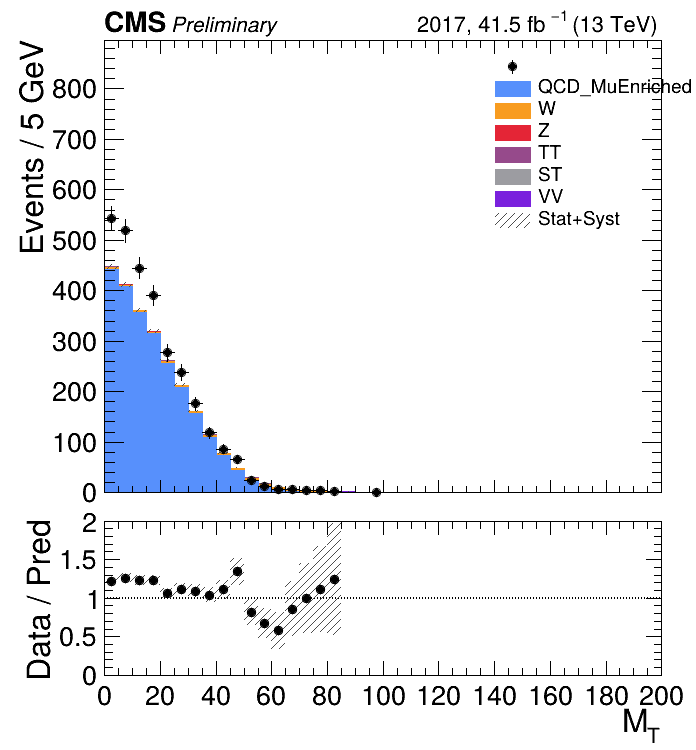 CMS Preliminary 2017, 41.5 fb⁻¹ (13 TeV)
Events / 5 GeV
800
700
600
500
400
300
200
100
0
QCD_MuEnriched
W
Z
TT
ST
VV
Stat+Syst
Data / Pred
2
1.5
1
0.5
0
0 20 40 60 80 100 120 140 160 180 200
M_T